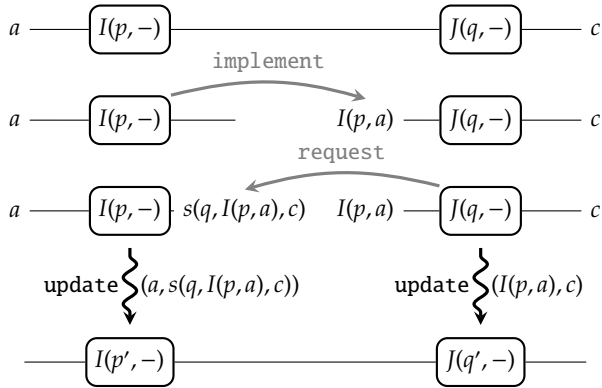 a I(p, −) J(q, −) c
implement
a I(p, −) I(p, a) J(q, −) c
request
a I(p, −) s(q, I(p, a), c) I(p, a) J(q, −) c
update (a, s(q, I(p, a), c)) update (I(p, a), c)
I(p′, −) J(q′, −)